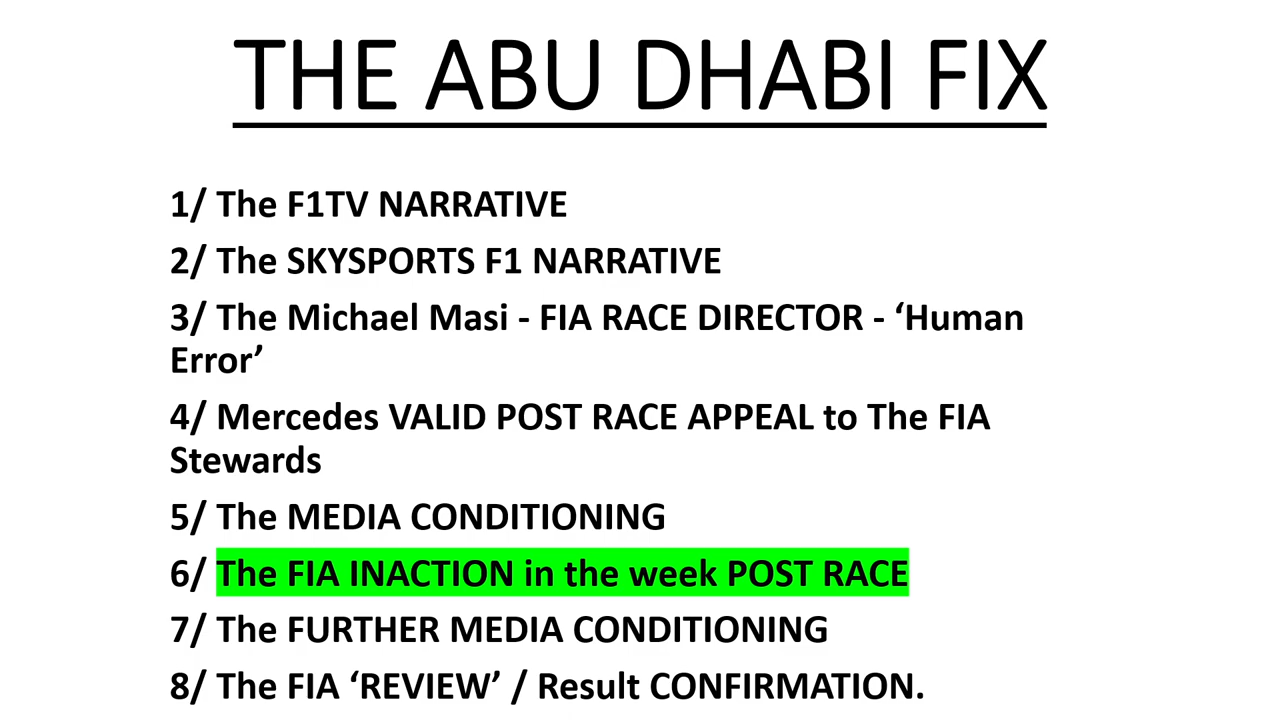 THE ABU DHABI FIX
1/ The F1TV NARRATIVE
2/ The SKYSPORTS F1 NARRATIVE
3/ The Michael Masi - FIA RACE DIRECTOR - ‘Human
Error’
4/ Mercedes VALID POST RACE APPEAL to The FIA
Stewards
5/ The MEDIA CONDITIONING
6/ The FIA INACTION in the week POST RACE
7/ The FURTHER MEDIA CONDITIONING
8/ The FIA ‘REVIEW’ / Result CONFIRMATION.